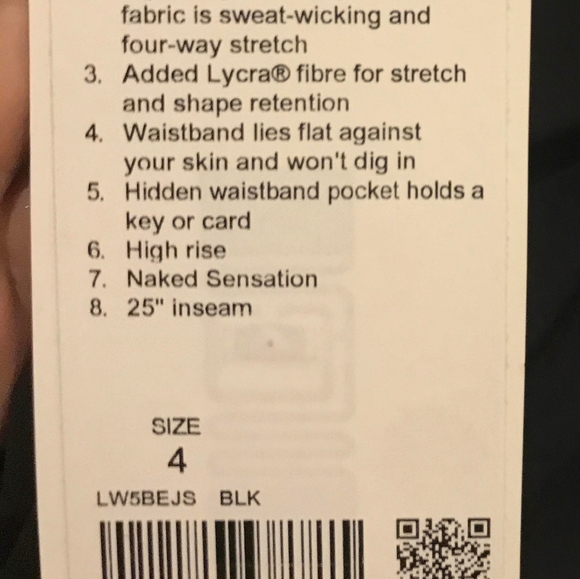 fabric is sweat-wicking and
four-way stretch
3. Added Lycra® fibre for stretch
and shape retention
4. Waistband lies flat against
your skin and won't dig in
5. Hidden waistband pocket holds a
key or card
6. High rise
7. Naked Sensation
8. 25" inseam
SIZE
4
LW5BEJS BLK